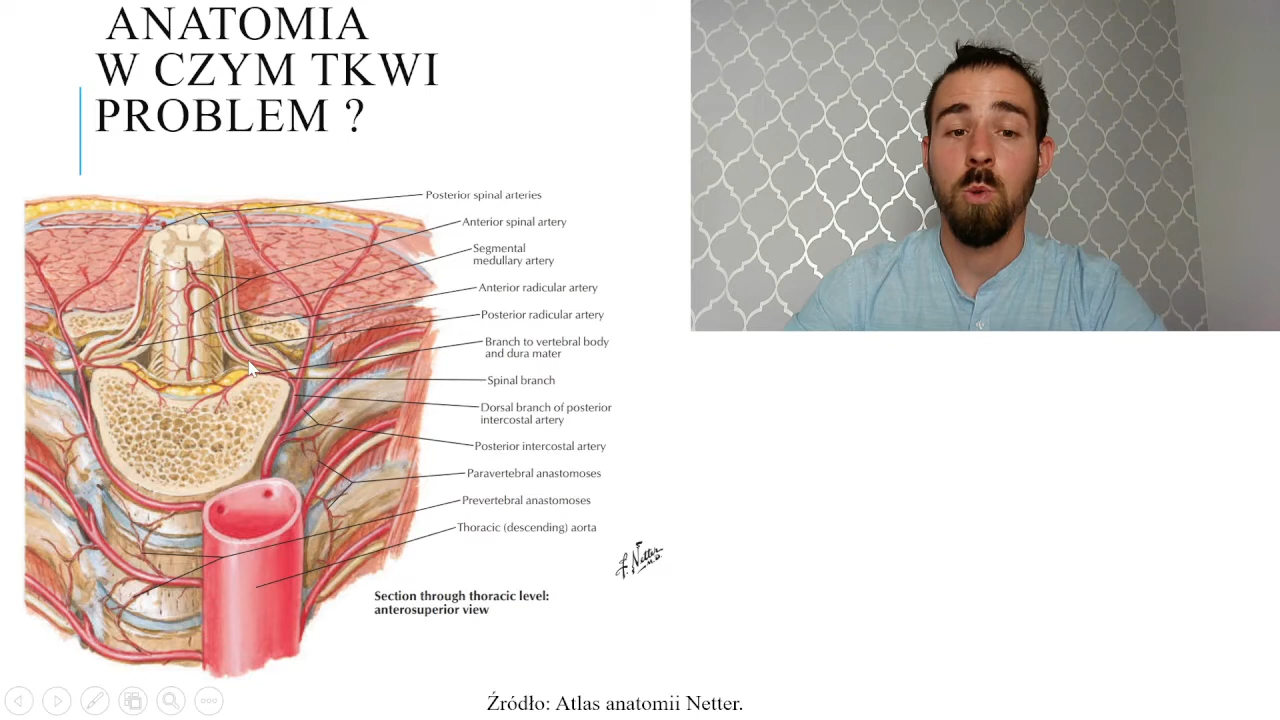 ANATOMIA
W CZYM TKWI
PROBLEM ?
Posterior spinal arteries
Anterior spinal artery
Segmental
medullary artery
Anterior radicular artery
Posterior radicular artery
Branch to vertebral body
and dura mater
Spinal branch
Dorsal branch of posterior
intercostal artery
Posterior intercostal artery
Paravertebral anastomoses
Prevertebral anastomoses
Thoracic (descending) aorta
F. Netter
M.D.
Section through thoracic level:
anterosuperior view
Źródło: Atlas anatomii Netter.